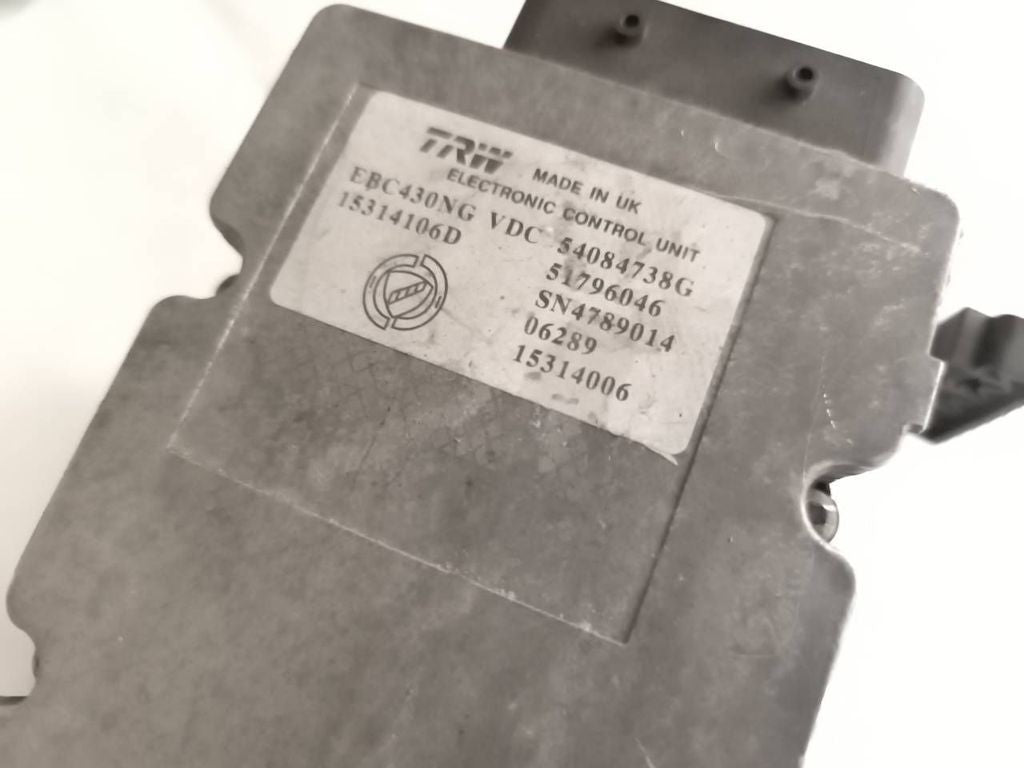 TRW MADE IN UK
ELECTRONIC CONTROL UNIT
EBC430NG VDC 54084738G
15314106D 51796046
SN4789014
06289
15314006